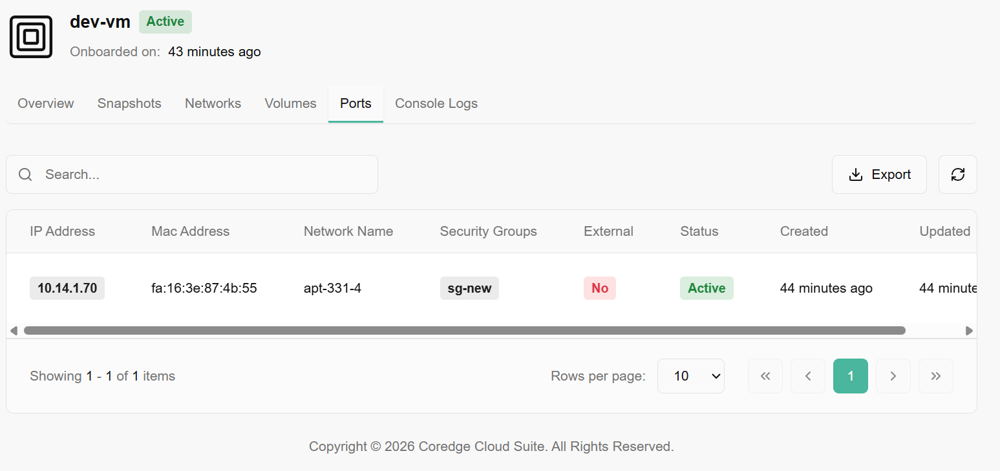 dev-vm Active
Onboarded on: 43 minutes ago
Overview Snapshots Networks Volumes Ports Console Logs
Search... Export
IP Address Mac Address Network Name Security Groups External Status Created Updated
10.14.1.70 fa:16:3e:87:4b:55 apt-331-4 sg-new No Active 44 minutes ago 44 minute
Showing 1 - 1 of 1 items Rows per page: 10 « ‹ 1 › »
Copyright © 2026 Coredge Cloud Suite. All Rights Reserved.